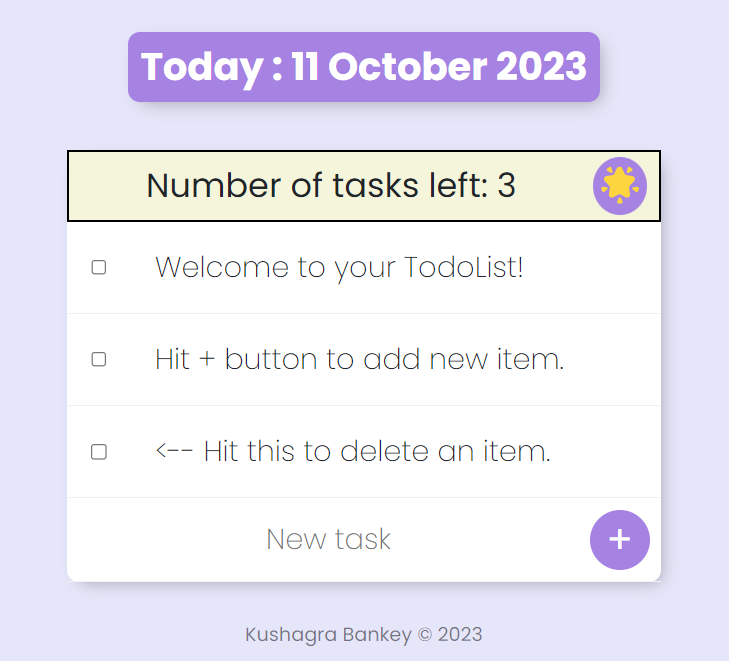 Today : 11 October 2023
Number of tasks left: 3
Welcome to your TodoList!
Hit + button to add new item.
<-- Hit this to delete an item.
New task +
Kushagra Bankey © 2023